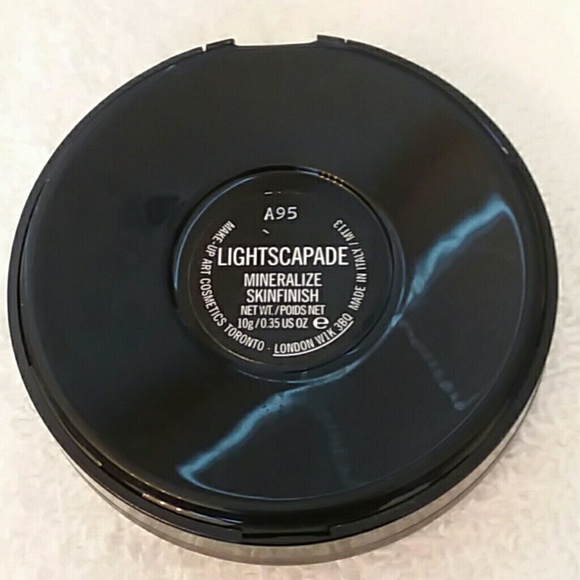 A95
LIGHTSCAPADE
MINERALIZE
SKINFINISH
NET WT./POIDS NET
10g/0.35 US OZ ℮
MAKE-UP ART COSMETICS TORONTO · LONDON W1K 3BQ MADE IN ITALY / M113